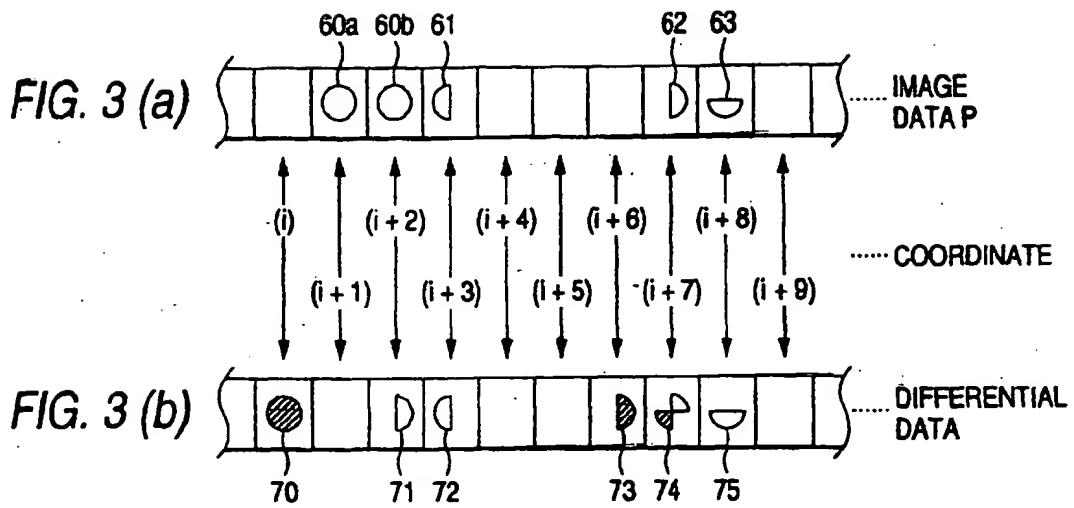 60a 60b 61 62 63
FIG. 3 (a)
IMAGE
DATA P
(i) (i + 2) (i + 4) (i + 6) (i + 8)
COORDINATE
(i + 1) (i + 3) (i + 5) (i + 7) (i + 9)
FIG. 3 (b)
DIFFERENTIAL
DATA
70 71 72 73 74 75